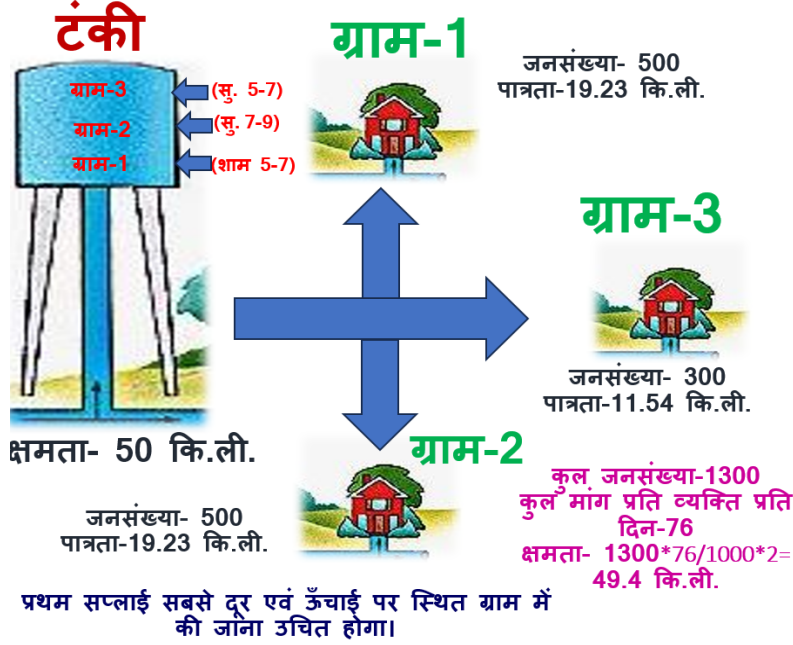 टंकी
ग्राम-3
(सु. 5-7)
ग्राम-2
(सु. 7-9)
ग्राम-1
(शाम 5-7)
क्षमता- 50 कि.ली.
ग्राम-1
जनसंख्या- 500
पात्रता-19.23 कि.ली.
ग्राम-3
जनसंख्या- 300
पात्रता-11.54 कि.ली.
ग्राम-2
जनसंख्या- 500
पात्रता-19.23 कि.ली.
कुल जनसंख्या-1300
कुल मांग प्रति व्यक्ति प्रति
दिन-76
क्षमता- 1300*76/1000*2=
49.4 कि.ली.
प्रथम सप्लाई सबसे दूर एवं ऊँचाई पर स्थित ग्राम में
की जाना उचित होगा।